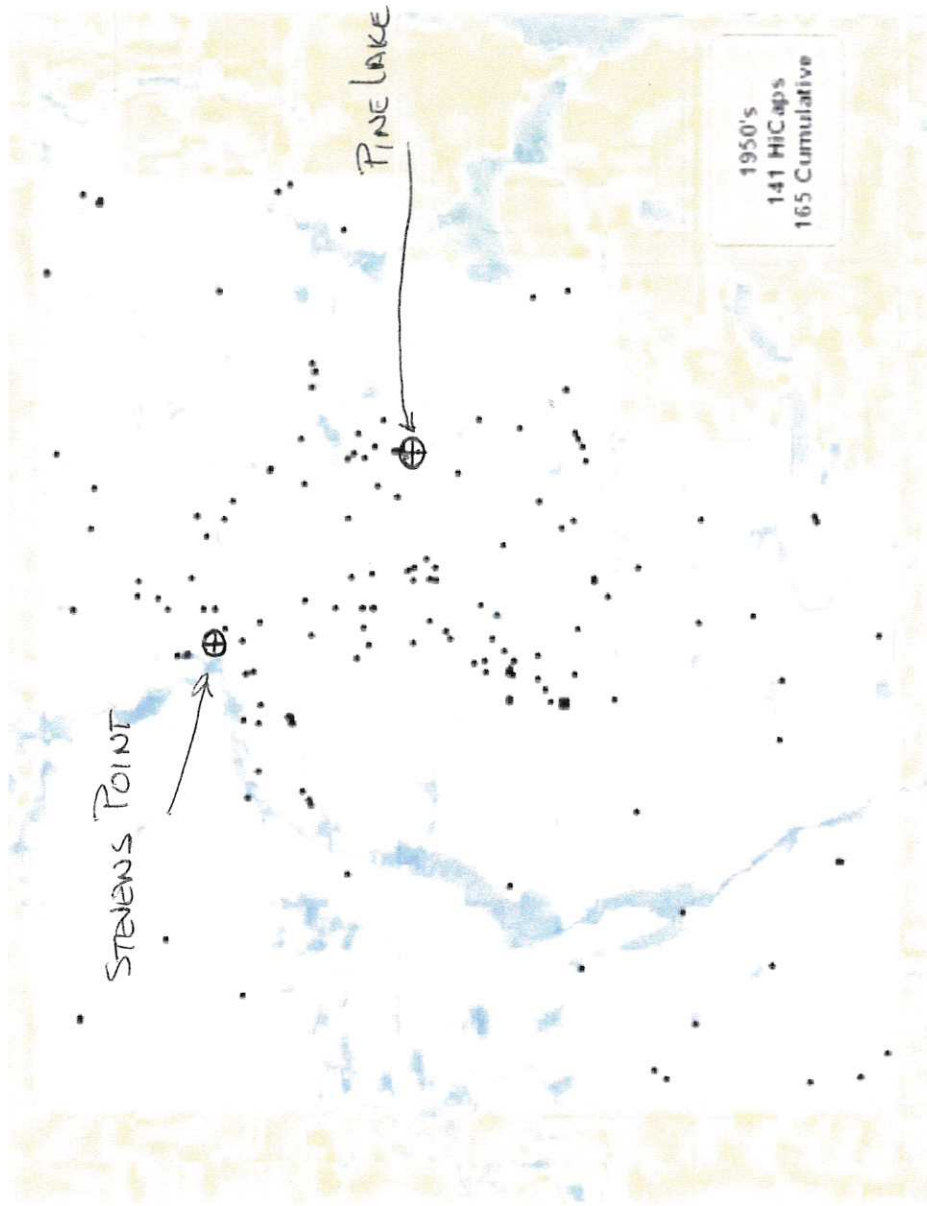 STEVENS POINT
PINE LAKE
1950's
141 HiCaps
165 Cumulative